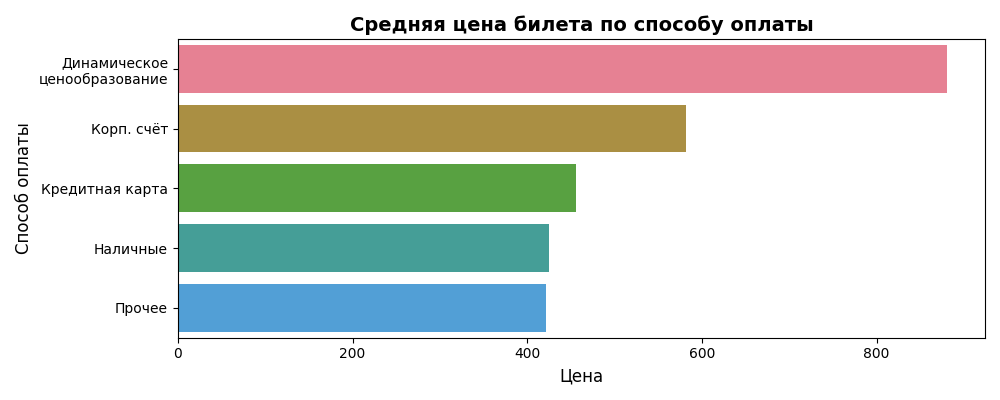 Средняя цена билета по способу оплаты
Способ оплаты
Динамическое
ценообразование
Корп. счёт
Кредитная карта
Наличные
Прочее
0 200 400 600 800
Цена